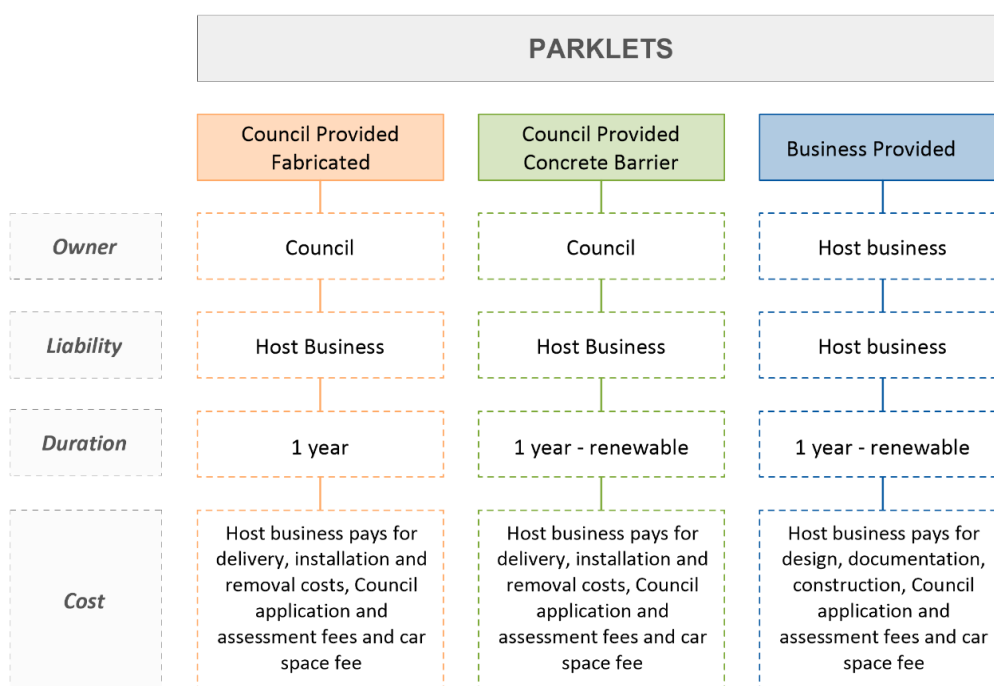 PARKLETS
Council Provided
Fabricated
Council Provided
Concrete Barrier
Business Provided
Owner
Council
Council
Host business
Liability
Host Business
Host Business
Host business
Duration
1 year
1 year - renewable
1 year - renewable
Cost
Host business pays for
delivery, installation and
removal costs, Council
application and
assessment fees and car
space fee
Host business pays for
delivery, installation and
removal costs, Council
application and
assessment fees and car
space fee
Host business pays for
design, documentation,
construction, Council
application and
assessment fees and car
space fee